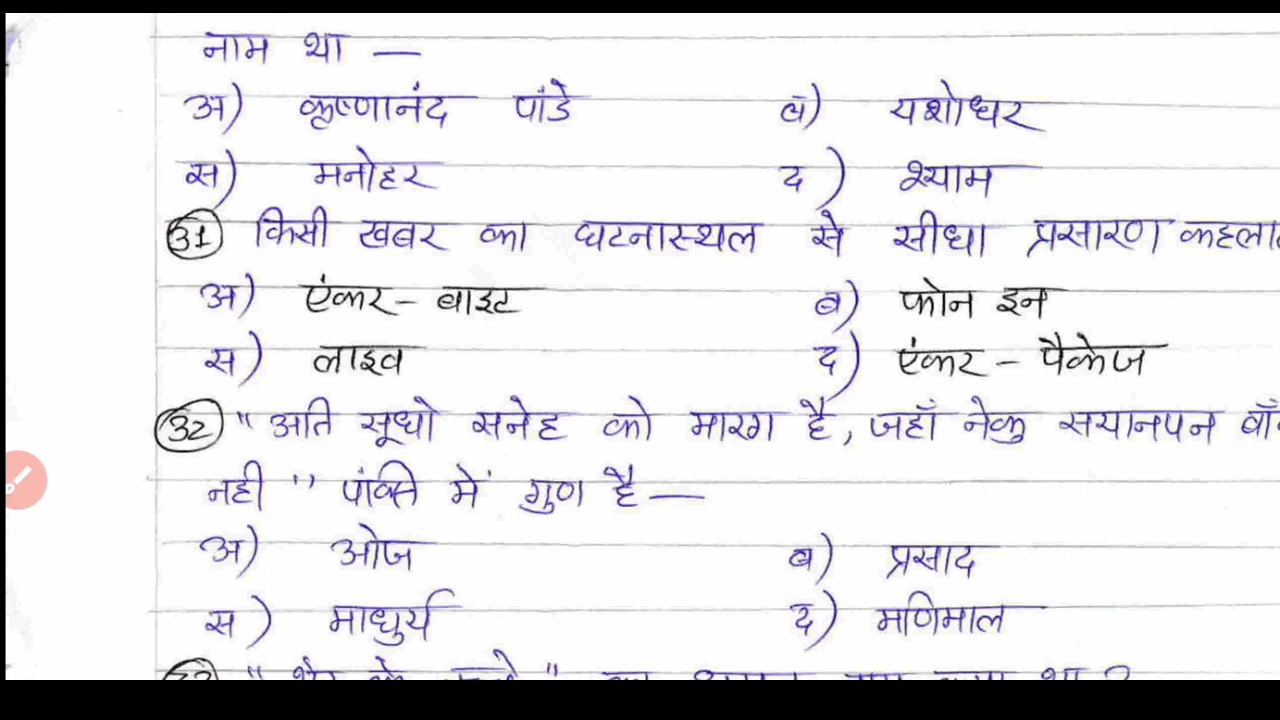 नाम था —
अ) कृष्णानंद पांडे ब) यशोधर
स) मनोहर द) श्याम
31 किसी खबर का घटनास्थल से सीधा प्रसारण
अ) एंकर - बाइट ब) फोन इन
स) लाइव द) एंकर - पैकेज
32 " अति सूधो सनेह को मारग है, जहाँ नेकु सयानपन
नही " पंक्ति में गुण है —
अ) ओज ब) प्रसाद
स) माधुर्य द) मणिमाल